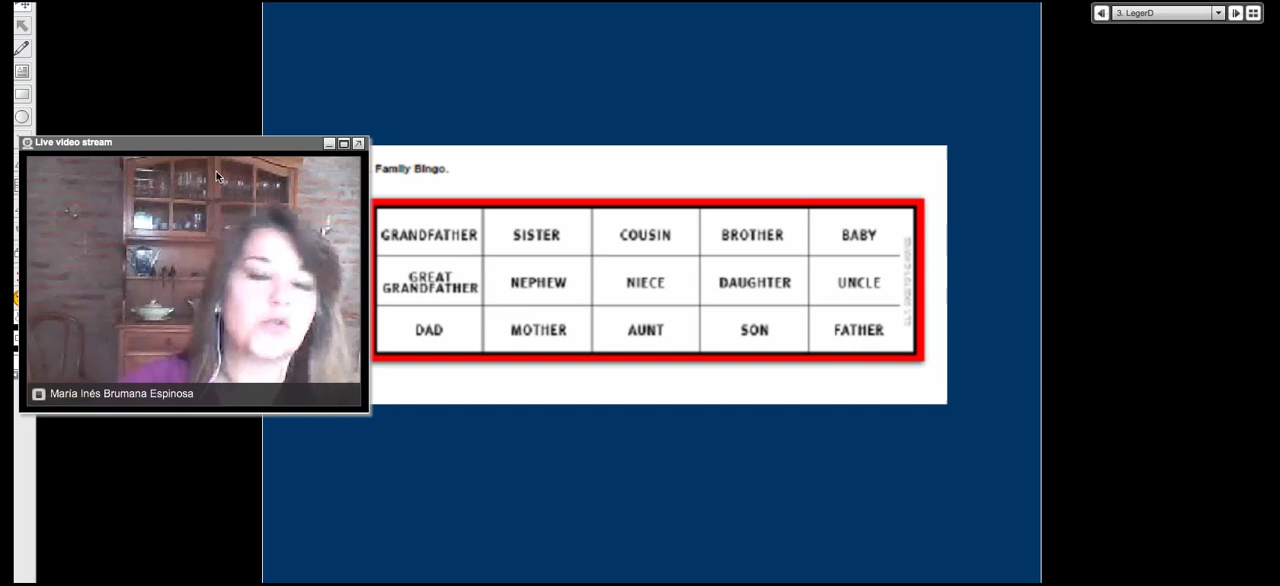 3. LegerD
Live video stream
Family Bingo.
GRANDFATHER SISTER COUSIN BROTHER BABY
GREAT GRANDFATHER NEPHEW NIECE DAUGHTER UNCLE
DAD MOTHER AUNT SON FATHER
María Inés Brumana Espinosa